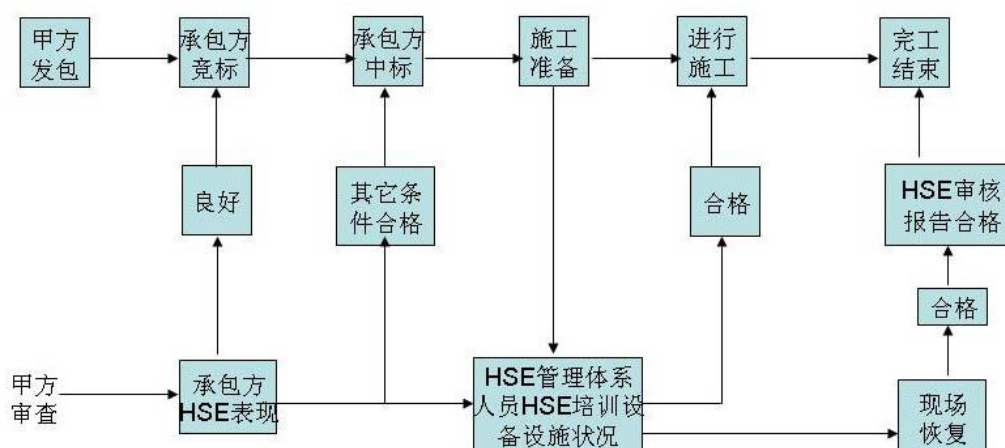 甲方
发包
承包方
竞标
承包方
中标
施工
准备
进行
施工
完工
结束
良好
其它条
件合格
合格
HSE审核
报告合格
合格
甲方
审查
承包方
HSE表现
HSE管理体系
人员HSE培训设
备设施状况
现场
恢复